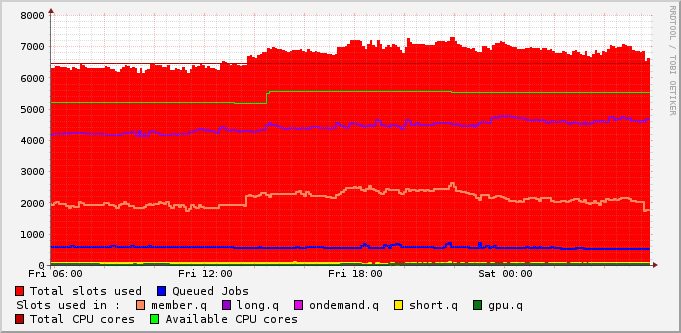 8000
7000
6000
5000
4000
3000
2000
1000
0
Fri 06:00 Fri 12:00 Fri 18:00 Sat 00:00
Total slots used Queued Jobs
Slots used in : member.q long.q ondemand.q short.q gpu.q
Total CPU cores Available CPU cores
RRDTOOL / TOBI OETIKER